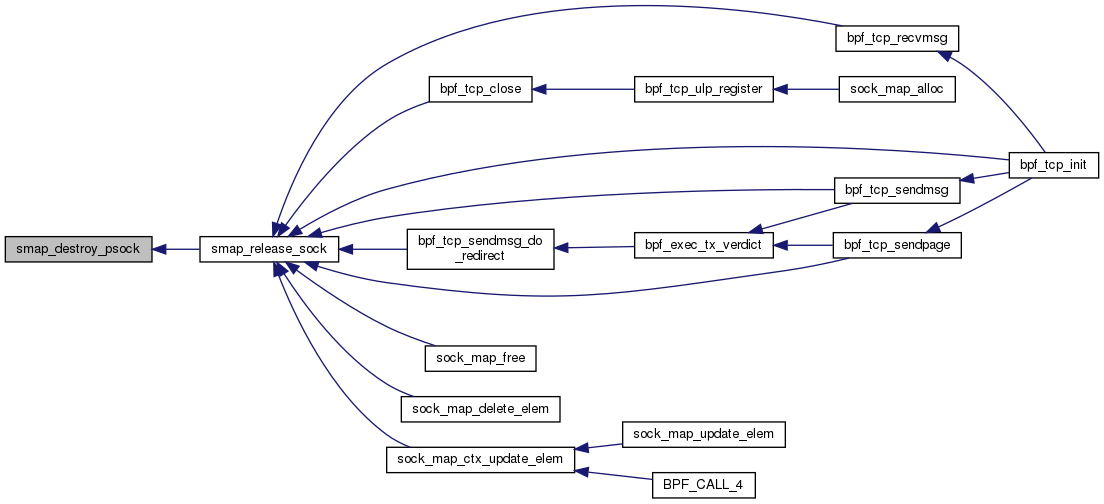 bpf_tcp_recvmsg
bpf_tcp_close
bpf_tcp_ulp_register
sock_map_alloc
bpf_tcp_init
bpf_tcp_sendmsg
smap_destroy_psock
smap_release_sock
bpf_tcp_sendmsg_do
_redirect
bpf_exec_tx_verdict
bpf_tcp_sendpage
sock_map_free
sock_map_delete_elem
sock_map_ctx_update_elem
sock_map_update_elem
BPF_CALL_4